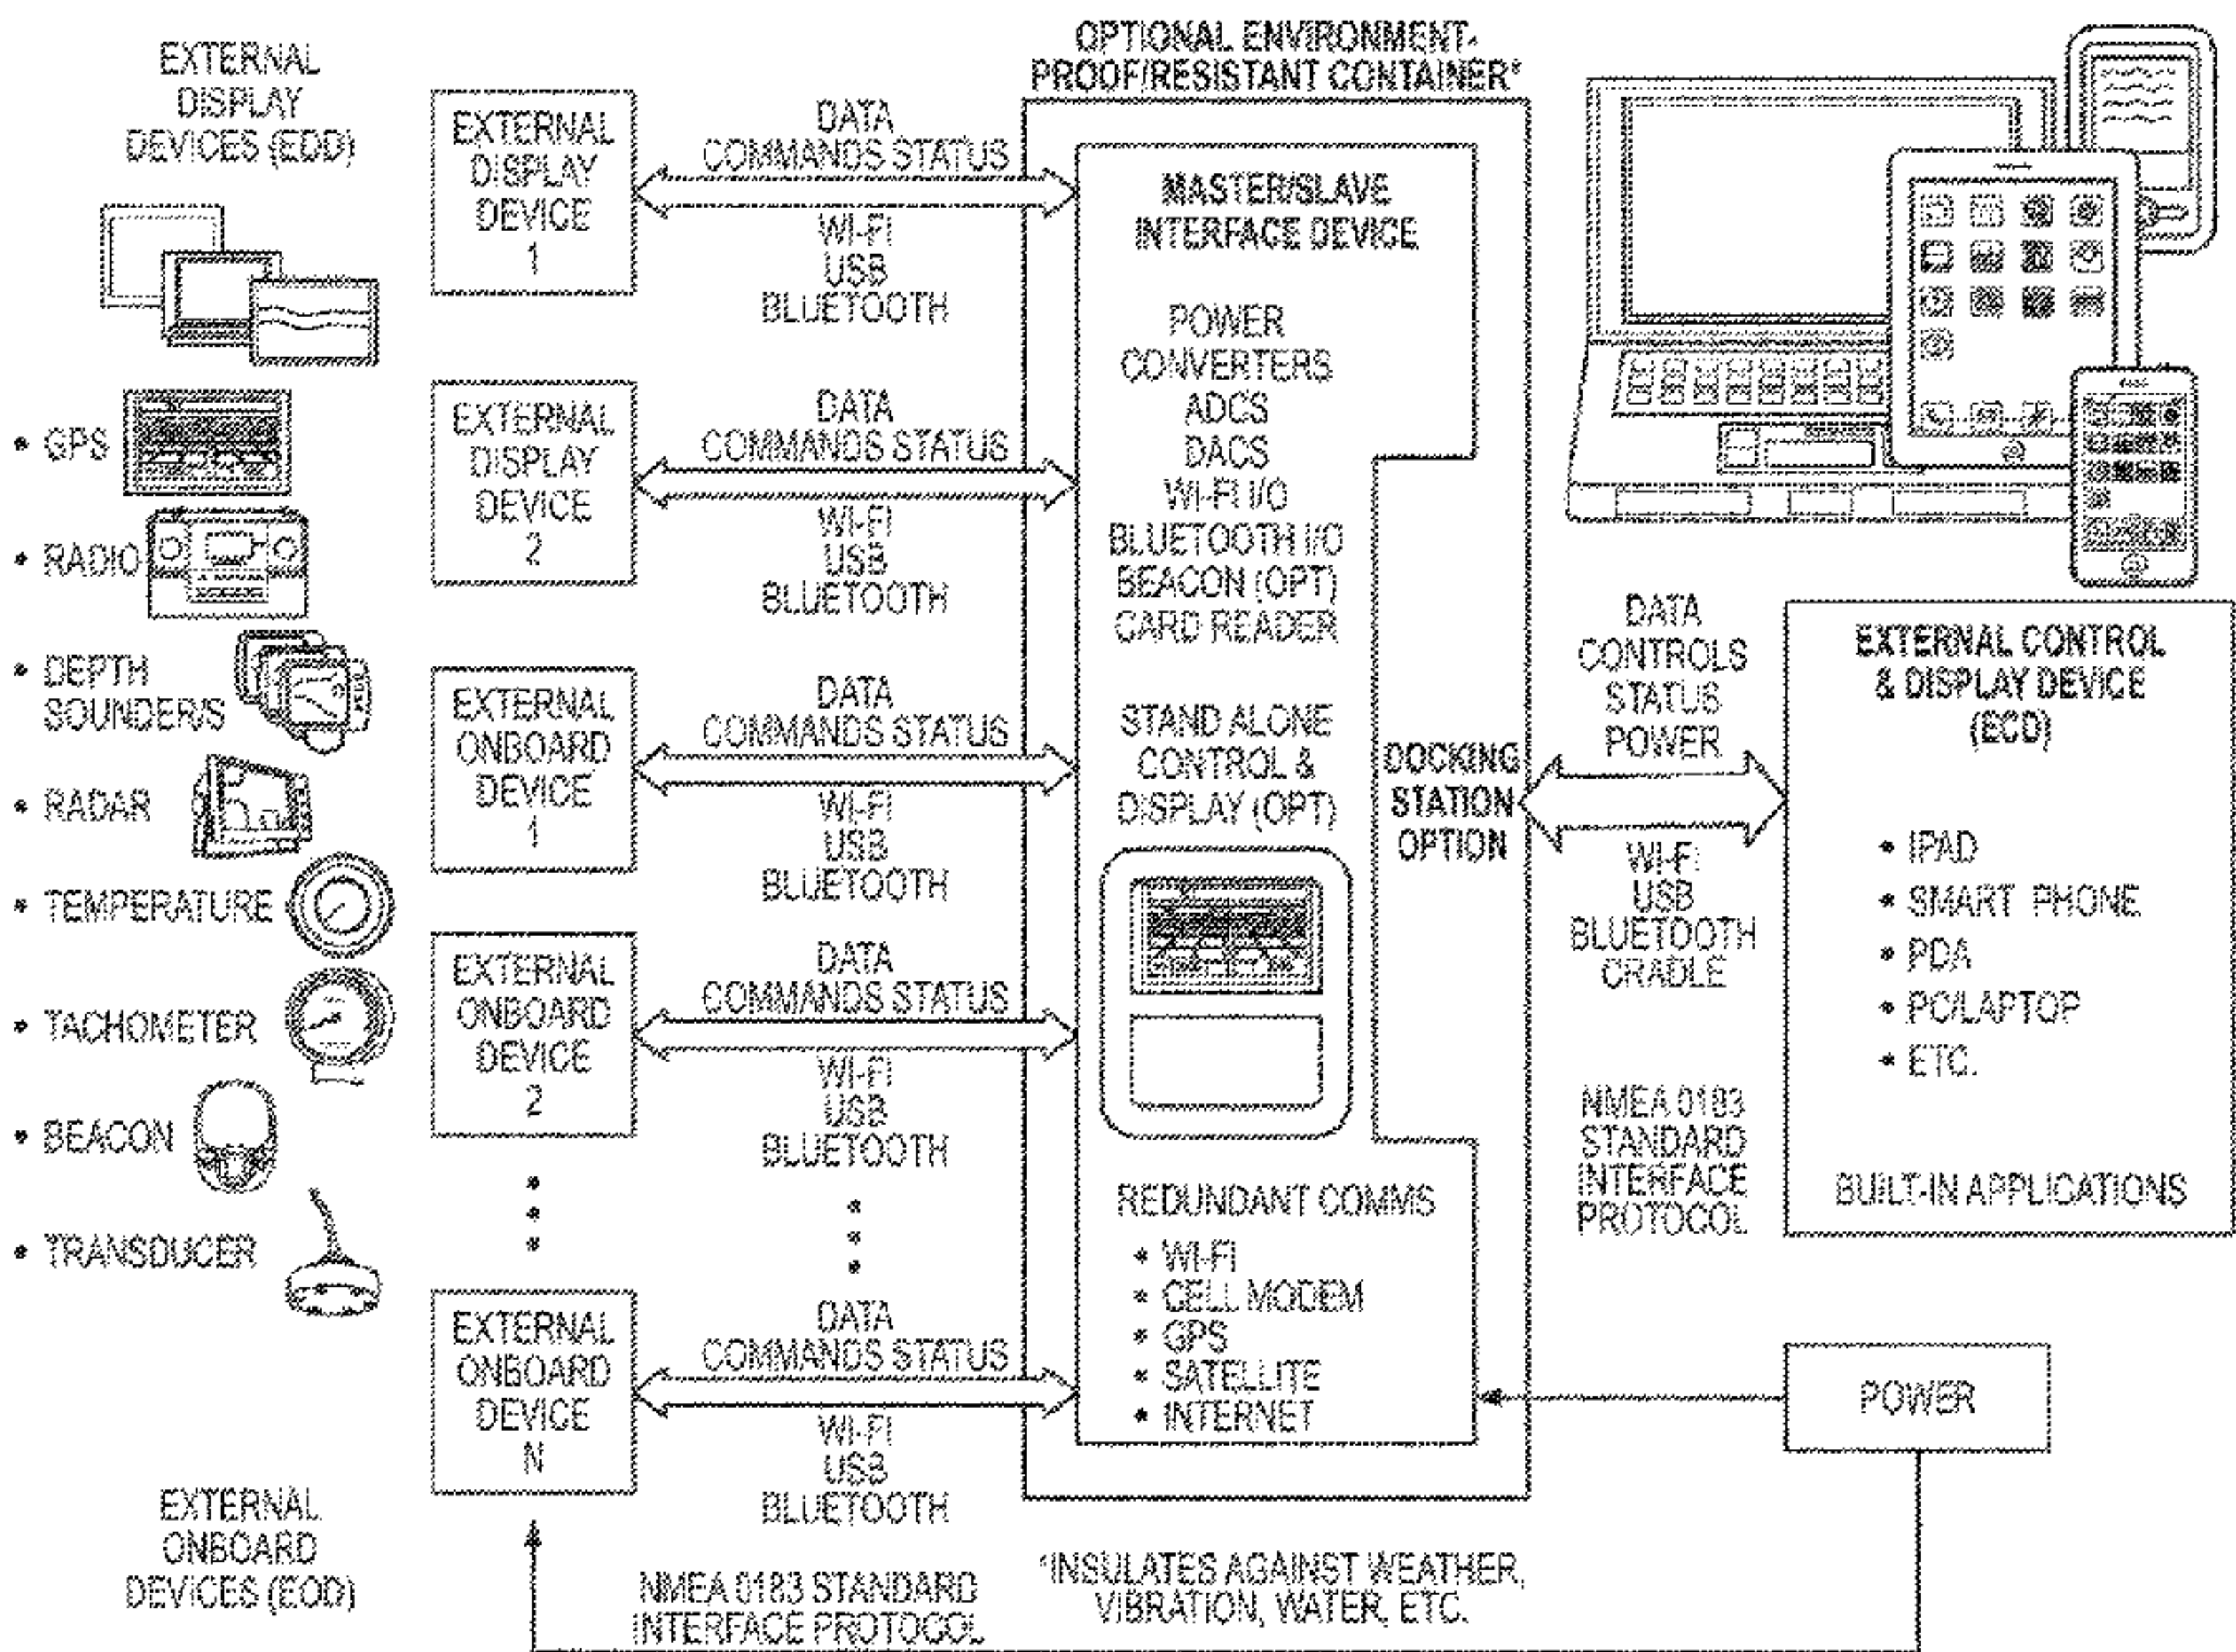 EXTERNAL
DISPLAY
DEVICES (EDD)
• GPS
• RADIO
• DEPTH
SOUNDER/S
• RADAR
• TEMPERATURE
• TACHOMETER
• BEACON
• TRANSDUCER
EXTERNAL
ONBOARD
DEVICES (EOD)
EXTERNAL
DISPLAY
DEVICE
1
DATA
COMMANDS STATUS
WI-FI
USB
BLUETOOTH
EXTERNAL
DISPLAY
DEVICE
2
DATA
COMMANDS STATUS
WI-FI
USB
BLUETOOTH
EXTERNAL
ONBOARD
DEVICE
1
DATA
COMMANDS STATUS
WI-FI
USB
BLUETOOTH
EXTERNAL
ONBOARD
DEVICE
2
DATA
COMMANDS STATUS
WI-FI
USB
BLUETOOTH
EXTERNAL
ONBOARD
DEVICE
N
DATA
COMMANDS STATUS
WI-FI
USB
BLUETOOTH
NMEA 0183 STANDARD
INTERFACE PROTOCOL
OPTIONAL ENVIRONMENT-
PROOF/RESISTANT CONTAINER*
MASTER/SLAVE
INTERFACE DEVICE
POWER
CONVERTERS
ADCS
DACS
WI-FI I/O
BLUETOOTH I/O
BEACON (OPT)
CARD READER
STAND ALONE
CONTROL &
DISPLAY (OPT)
REDUNDANT COMMS
• WI-FI
• CELL MODEM
• GPS
• SATELLITE
• INTERNET
DOCKING
STATION
OPTION
*INSULATES AGAINST WEATHER,
VIBRATION, WATER, ETC.
DATA
CONTROLS
STATUS
POWER
WI-FI
USB
BLUETOOTH
CRADLE
NMEA 0183
STANDARD
INTERFACE
PROTOCOL
EXTERNAL CONTROL
& DISPLAY DEVICE
(ECD)
• IPAD
• SMART PHONE
• PDA
• PC/LAPTOP
• ETC.
BUILT-IN APPLICATIONS
POWER